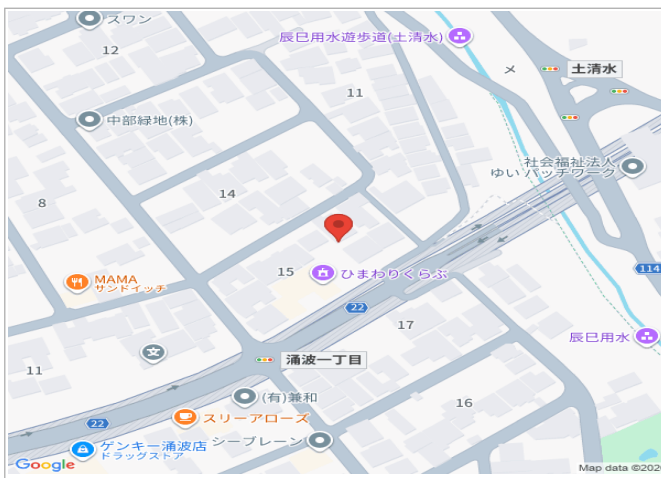 スワン
12
辰巳用水遊歩道(土清水)
メ
土清水
11
中部緑地(株)
社会福祉法人
ゆい パッチワーク
14
8
15
ひまわりくらぶ
114
MAMA
サンドイッチ
22
17
辰巳用水
文
11
涌波一丁目
(有)兼和
16
スリーアローズ
22
シーブレーン
ゲンキー涌波店
ドラッグストア
Google
Map data ©202